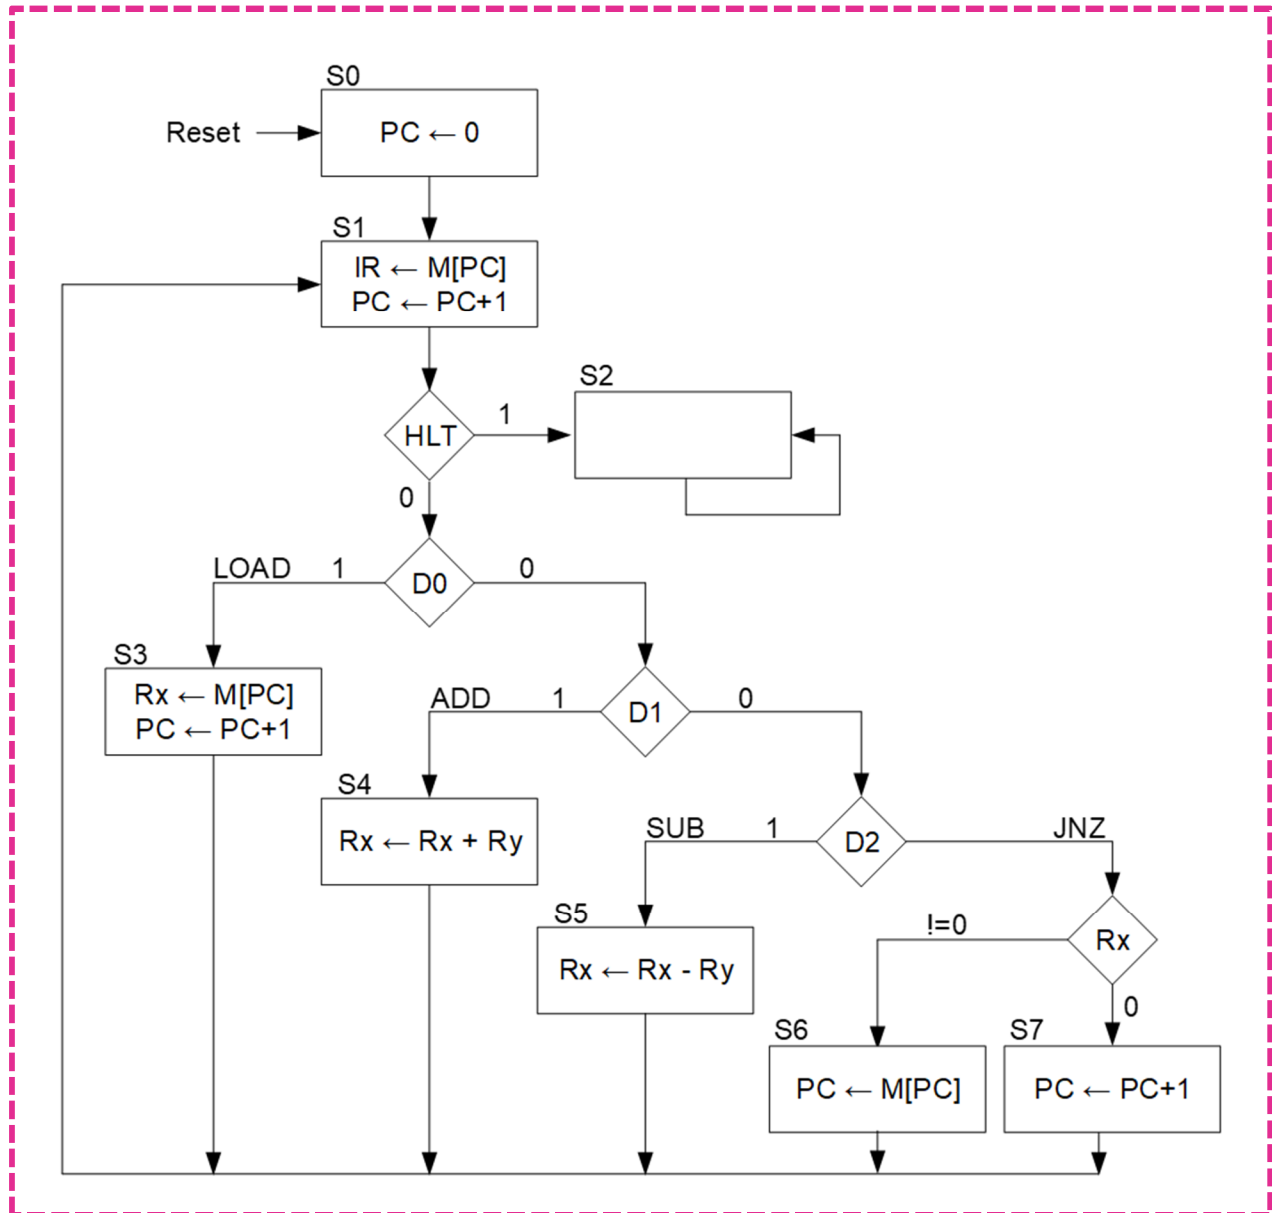 S0
Reset
PC ← 0
S1
IR ← M[PC]
PC ← PC+1
S2
HLT
1
0
LOAD 1
D0
0
S3
Rx ← M[PC]
PC ← PC+1
ADD 1
D1
0
S4
Rx ← Rx + Ry
SUB 1
D2
JNZ
S5
Rx ← Rx - Ry
!=0
Rx
0
S6
PC ← M[PC]
S7
PC ← PC+1